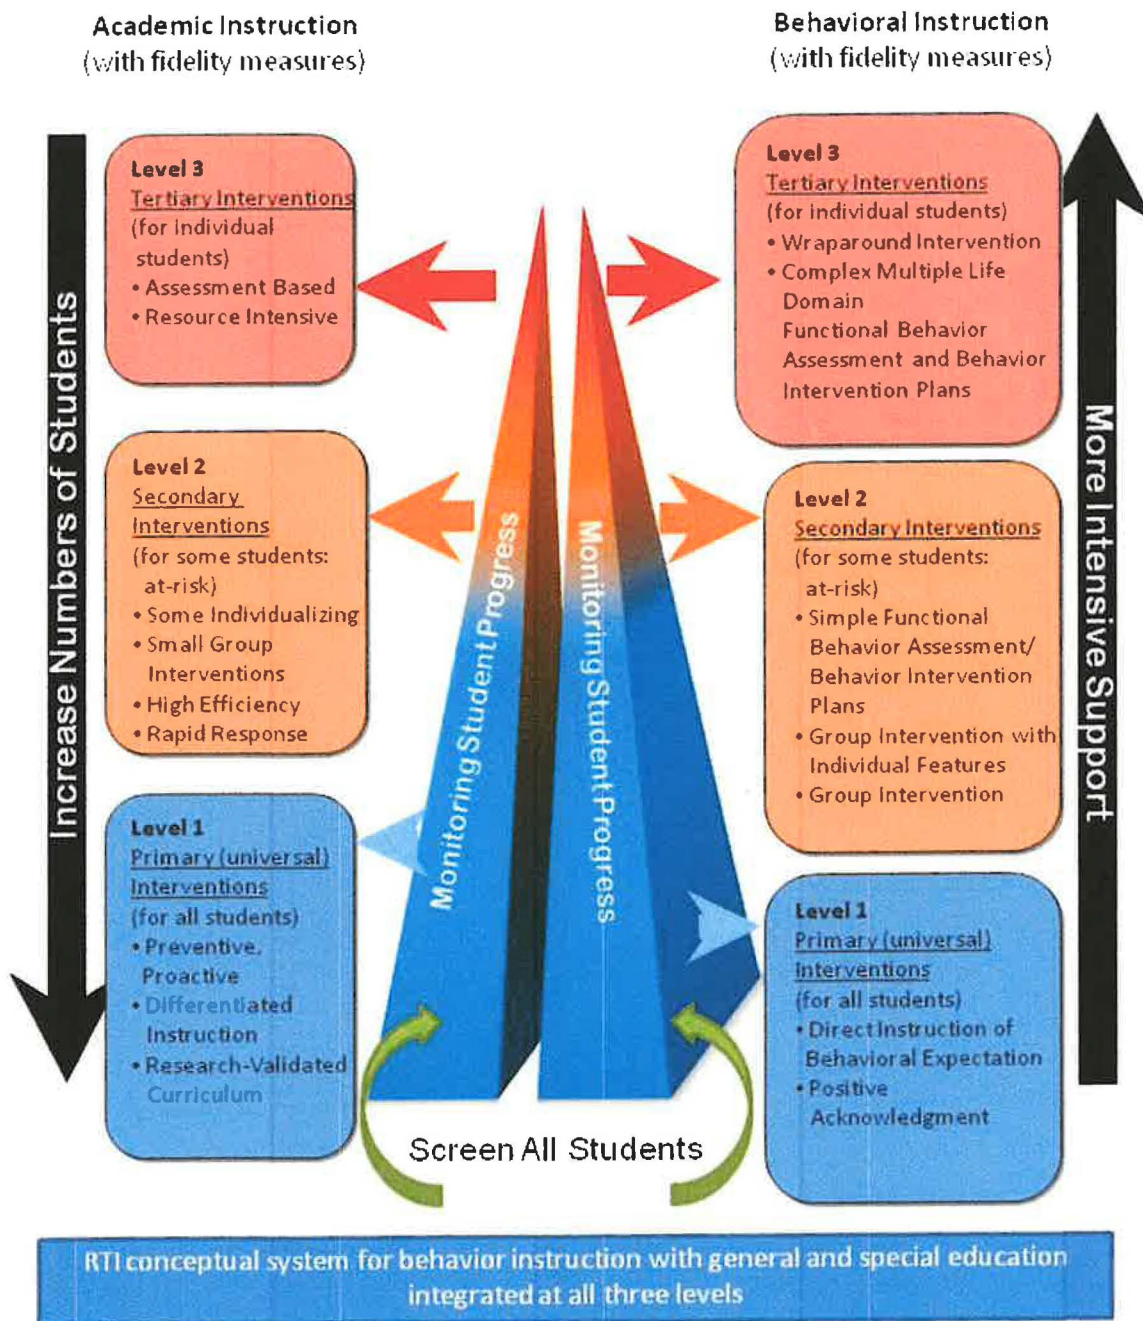 Academic Instruction
(with fidelity measures)
Behavioral Instruction
(with fidelity measures)
Increase Numbers of Students
Level 3
Tertiary Interventions
(for individual
students)
• Assessment Based
• Resource Intensive
Level 2
Secondary
Interventions
(for some students:
at-risk)
• Some Individualizing
• Small Group
Interventions
• High Efficiency
• Rapid Response
Level 1
Primary (universal)
Interventions
(for all students)
• Preventive,
Proactive
• Differentiated
Instruction
• Research-Validated
Curriculum
Monitoring Student Progress
Monitoring Student Progress
Level 3
Tertiary Interventions
(for individual students)
• Wraparound Intervention
• Complex Multiple Life
Domain
Functional Behavior
Assessment and Behavior
Intervention Plans
Level 2
Secondary Interventions
(for some students:
at-risk)
• Simple Functional
Behavior Assessment/
Behavior Intervention
Plans
• Group Intervention with
Individual Features
• Group Intervention
Level 1
Primary (universal)
Interventions
(for all students)
• Direct Instruction of
Behavioral Expectation
• Positive
Acknowledgment
More Intensive Support
Screen All Students
RTI conceptual system for behavior instruction with general and special education
integrated at all three levels